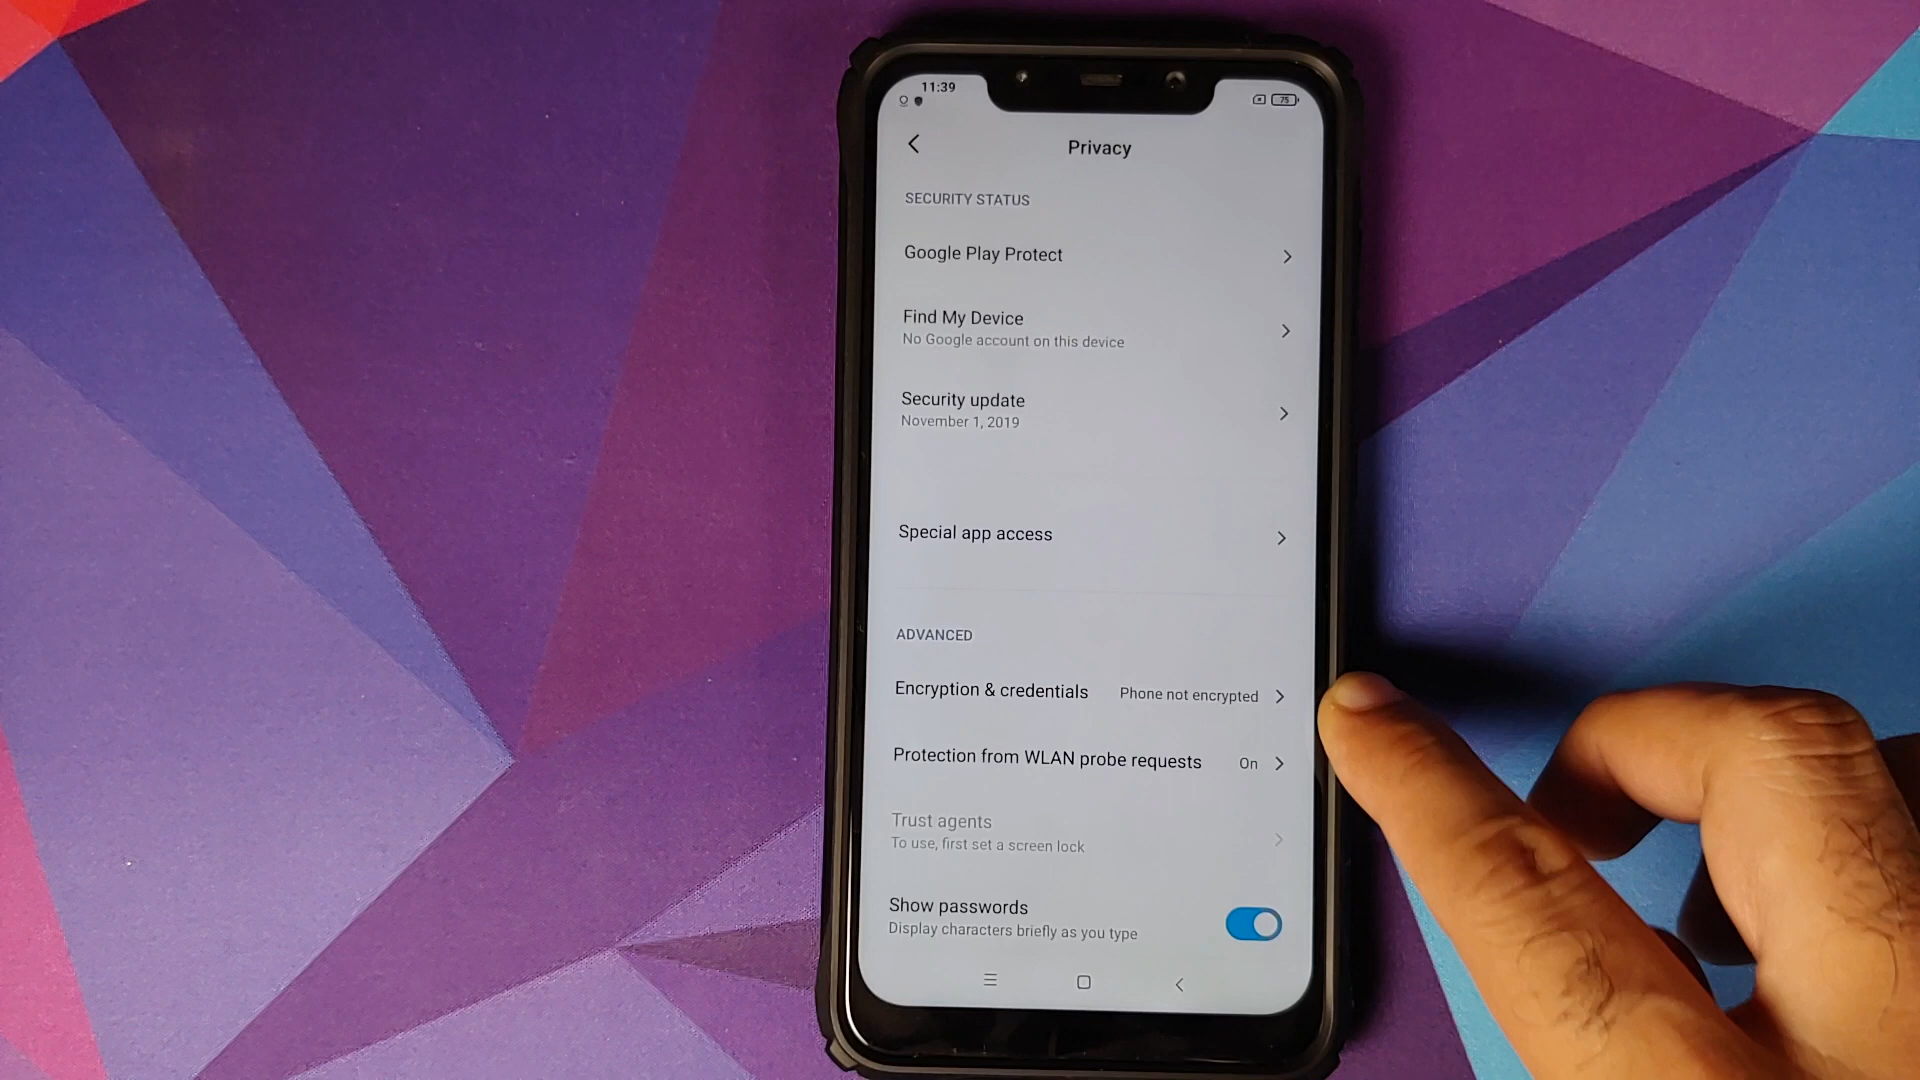 11:39
75
Privacy
SECURITY STATUS
Google Play Protect
Find My Device
No Google account on this device
Security update
November 1, 2019
Special app access
ADVANCED
Encryption & credentials Phone not encrypted
Protection from WLAN probe requests On
Trust agents
To use, first set a screen lock
Show passwords
Display characters briefly as you type